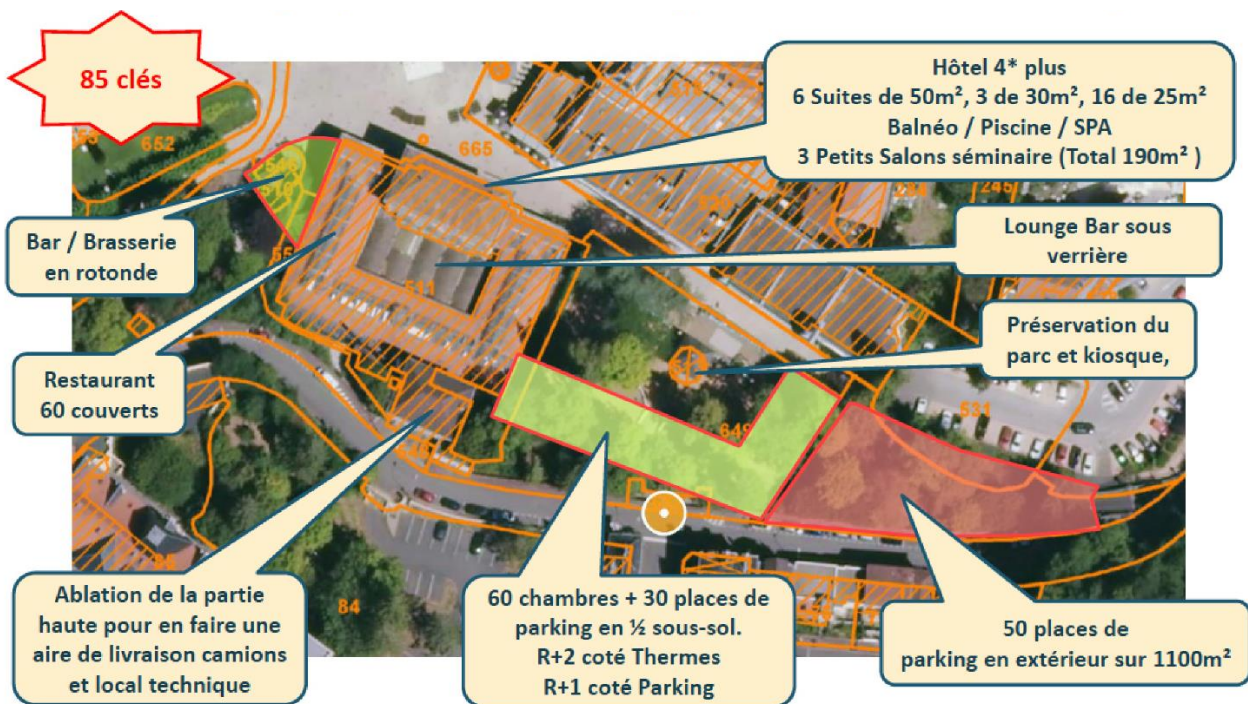 85 clés
Hôtel 4* plus
6 Suites de 50m², 3 de 30m², 16 de 25m²
Balnéo / Piscine / SPA
3 Petits Salons séminaire (Total 190m² )
652
665
245
Bar / Brasserie
en rotonde
Lounge Bar sous
verrière
Préservation du
parc et kiosque,
Restaurant
60 couverts
531
649
Ablation de la partie
haute pour en faire une
aire de livraison camions
et local technique
84
60 chambres + 30 places de
parking en ½ sous-sol.
R+2 coté Thermes
R+1 coté Parking
50 places de
parking en extérieur sur 1100m²